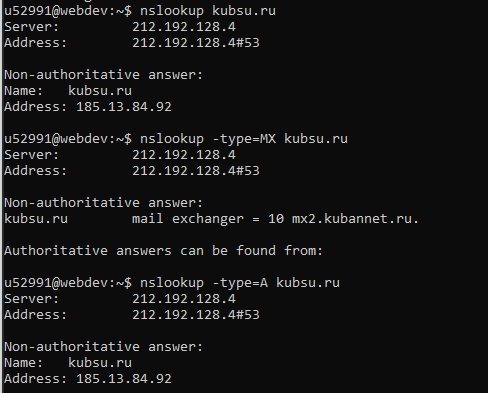 u52991@webdev:~$ nslookup kubsu.ru
Server:         212.192.128.4
Address:        212.192.128.4#53
Non-authoritative answer:
Name:   kubsu.ru
Address: 185.13.84.92
u52991@webdev:~$ nslookup -type=MX kubsu.ru
Server:         212.192.128.4
Address:        212.192.128.4#53
Non-authoritative answer:
kubsu.ru        mail exchanger = 10 mx2.kubannet.ru.
Authoritative answers can be found from:
u52991@webdev:~$ nslookup -type=A kubsu.ru
Server:         212.192.128.4
Address:        212.192.128.4#53
Non-authoritative answer:
Name:   kubsu.ru
Address: 185.13.84.92